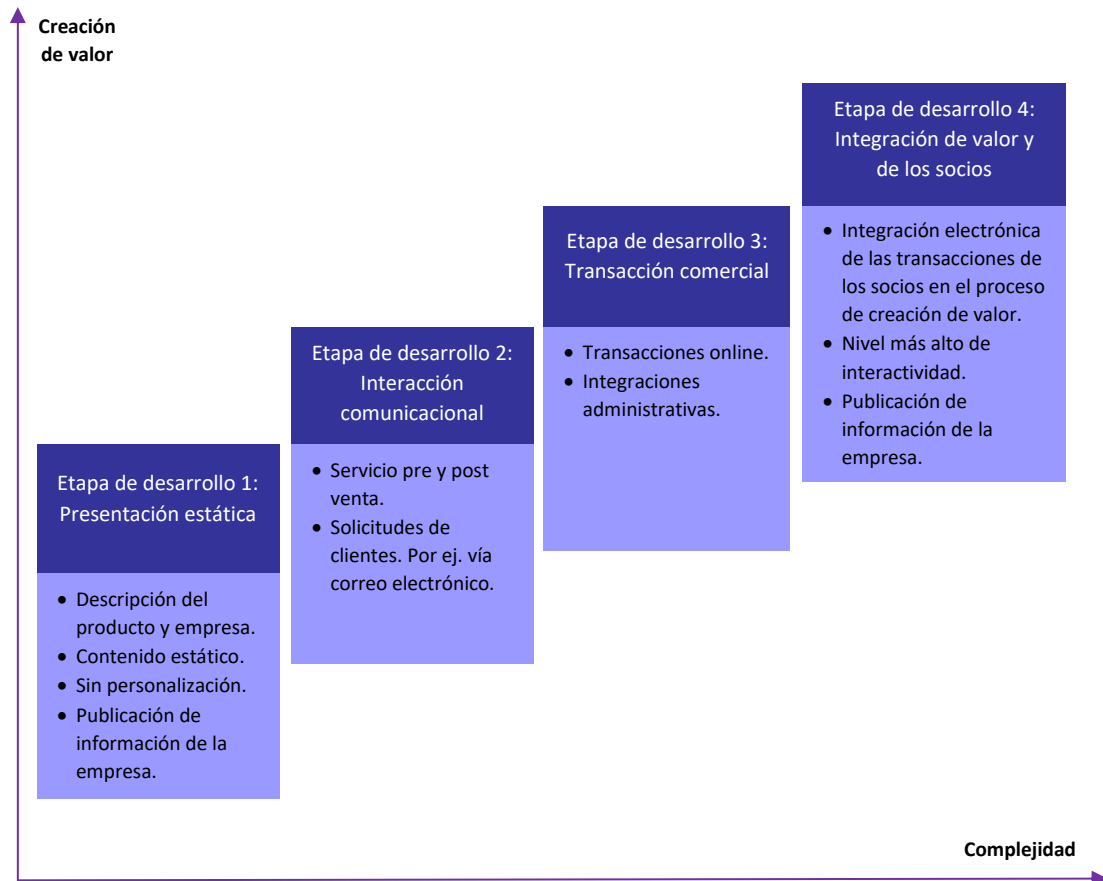 Creación
de valor
Etapa de desarrollo 4:
Integración de valor y
de los socios
• Integración electrónica
de las transacciones de
los socios en el proceso
de creación de valor.
• Nivel más alto de
interactividad.
• Publicación de
información de la
empresa.
Etapa de desarrollo 3:
Transacción comercial
• Transacciones online.
• Integraciones
administrativas.
Etapa de desarrollo 2:
Interacción
comunicacional
• Servicio pre y post
venta.
• Solicitudes de
clientes. Por ej. vía
correo electrónico.
Etapa de desarrollo 1:
Presentación estática
• Descripción del
producto y empresa.
• Contenido estático.
• Sin personalización.
• Publicación de
información de la
empresa.
Complejidad